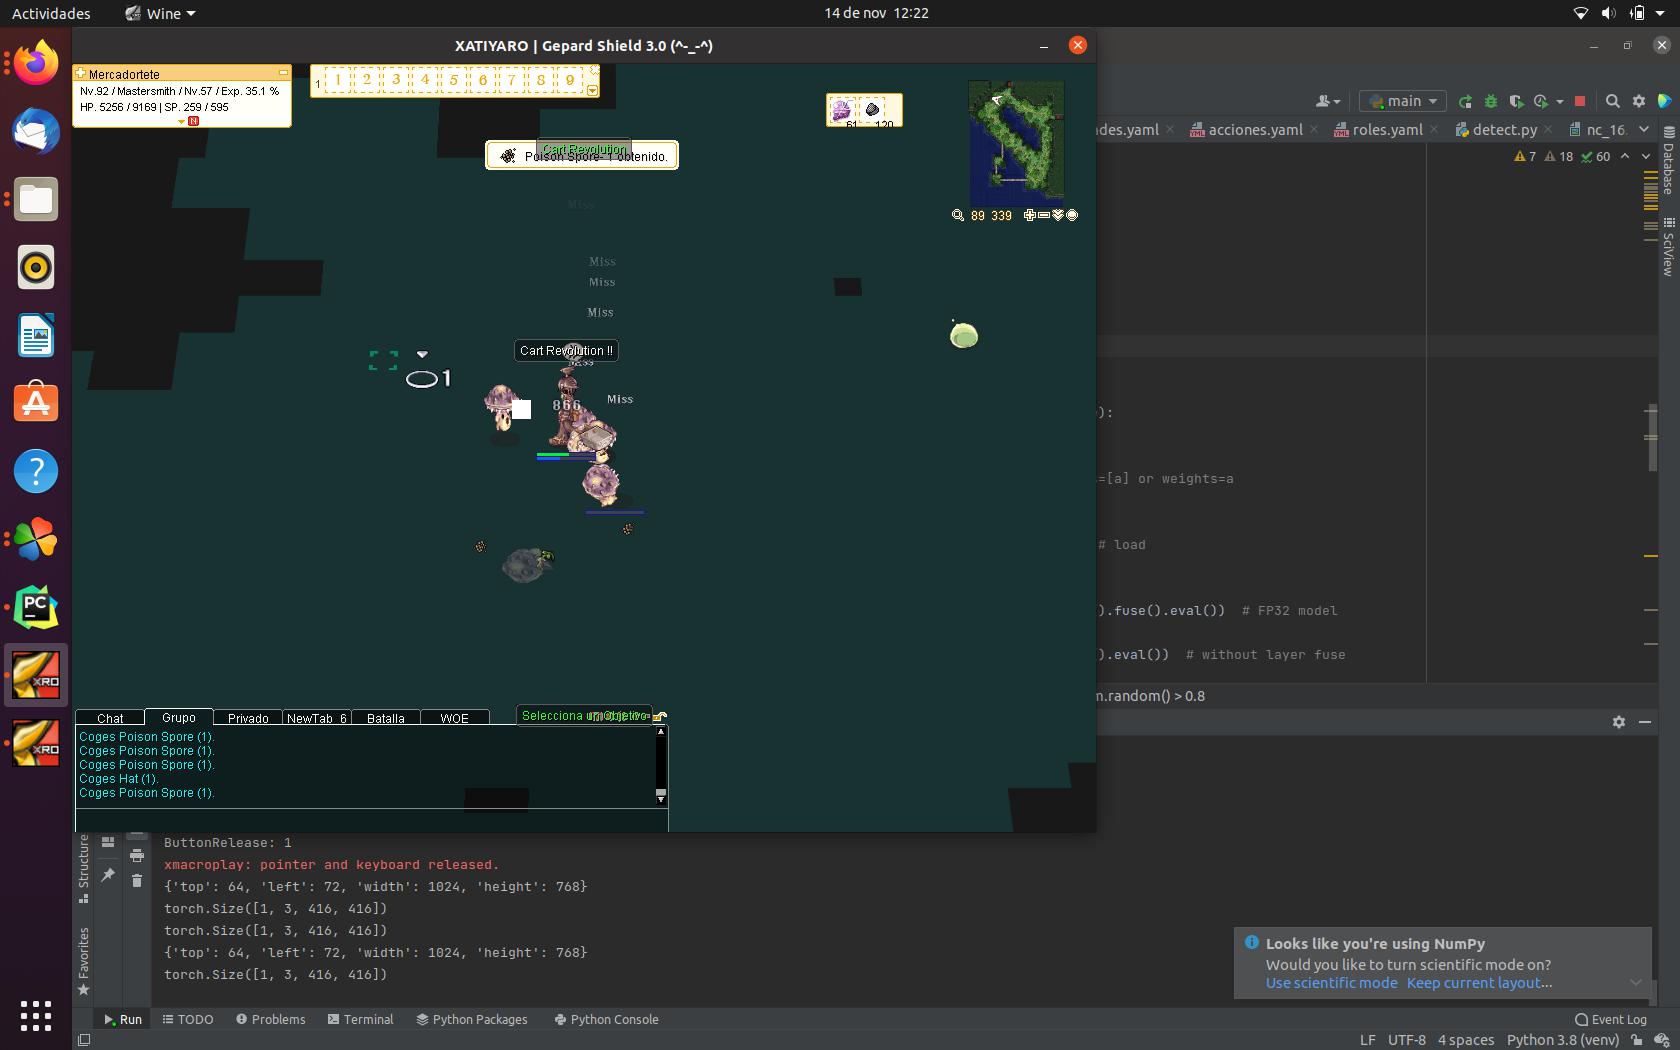 Actividades
Wine
14 de nov 12:22
XATIYARO | Gepard Shield 3.0 (^-_-^)
Mercadortete
Nv.92 / Mastersmith / Nv.57 / Exp. 35.1 %
HP. 5256 / 9169 | SP. 259 / 595
N
1 1 2 3 4 5 6 7 8 9
61 120
89 339
Cart Revolution
Poison Spore- 1 obtenido.
Miss
Miss
Miss
Miss
Cart Revolution !!
Miss
1
866
Miss
main
des.yaml
acciones.yaml
roles.yaml
detect.py
nc_16.
7 18 60
Database
SciView
):
=[a] or weights=a
# load
).fuse().eval()) # FP32 model
).eval()) # without layer fuse
m.random() > 0.8
Chat
Grupo
Privado
NewTab_6
Batalla
WOE
Coges Poison Spore (1).
Coges Poison Spore (1).
Coges Poison Spore (1).
Coges Hat (1).
Coges Poison Spore (1).
PC
XRO
XRO
Structure
Favorites
ButtonRelease: 1
xmacroplay: pointer and keyboard released.
{'top': 64, 'left': 72, 'width': 1024, 'height': 768}
torch.Size([1, 3, 416, 416])
torch.Size([1, 3, 416, 416])
{'top': 64, 'left': 72, 'width': 1024, 'height': 768}
torch.Size([1, 3, 416, 416])
Looks like you're using NumPy
Would you like to turn scientific mode on?
Use scientific mode Keep current layout...
Run
TODO
Problems
Terminal
Python Packages
Python Console
Event Log
LF UTF-8 4 spaces Python 3.8 (venv)